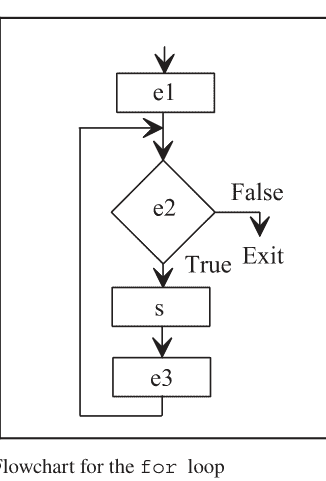 e1
e2
False
True
Exit
s
e3
Flowchart for the for loop